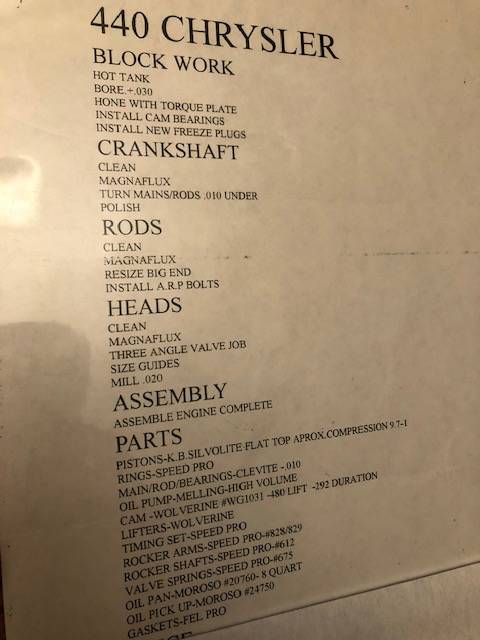 440 CHRYSLER
BLOCK WORK
HOT TANK
BORE.+.030
HONE WITH TORQUE PLATE
INSTALL CAM BEARINGS
INSTALL NEW FREEZE PLUGS
CRANKSHAFT
CLEAN
MAGNAFLUX
TURN MAINS/RODS .010 UNDER
POLISH
RODS
CLEAN
MAGNAFLUX
RESIZE BIG END
INSTALL A.R.P BOLTS
HEADS
CLEAN
MAGNAFLUX
THREE ANGLE VALVE JOB
SIZE GUIDES
MILL .020
ASSEMBLY
ASSEMBLE ENGINE COMPLETE
PARTS
PISTONS-K.B.SILVOLITE FLAT TOP APROX.COMPRESSION 9.7-1
RINGS-SPEED PRO
MAIN/ROD/BEARINGS-CLEVITE -.010
OIL PUMP-MELLING-HIGH VOLUME
CAM -WOLVERINE #WG1031 -480 LIFT -292 DURATION
LIFTERS-WOLVERINE
TIMING SET-SPEED PRO
ROCKER ARMS-SPEED PRO-#828/829
ROCKER SHAFTS-SPEED PRO-#612
VALVE SPRINGS-SPEED PRO-#675
OIL PAN-MOROSO #20760- 8 QUART
OIL PICK UP-MOROSO #24750
GASKETS-FEL PRO